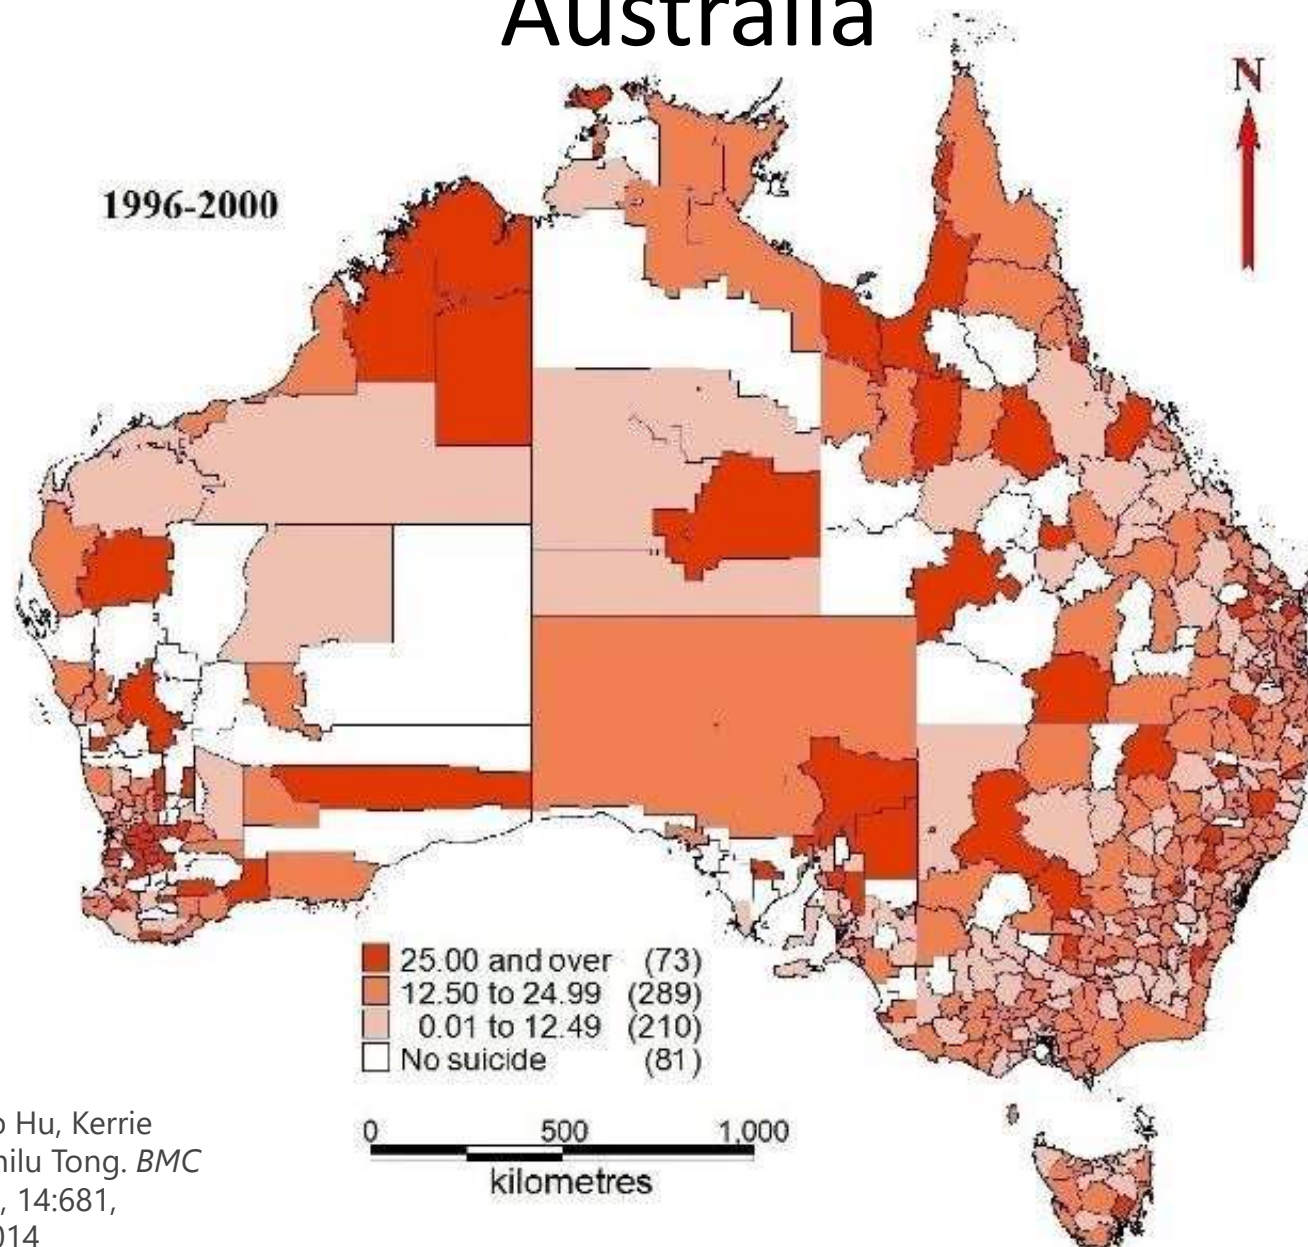 Australia
N
1996-2000
25.00 and over (73)
12.50 to 24.99 (289)
0.01 to 12.49 (210)
No suicide (81)
0 500 1,000
kilometres
Hu, Kerrie
Tong. BMC
, 14:681,